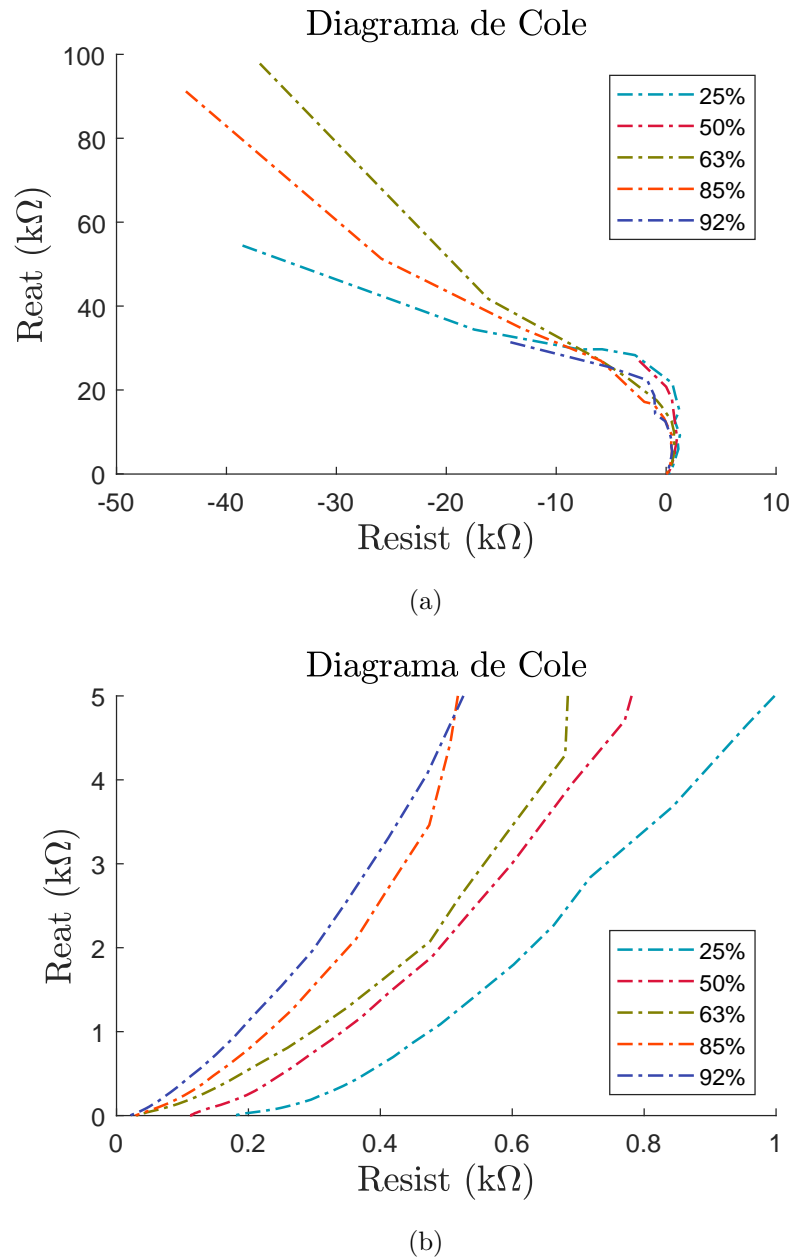 Diagrama de Cole
100
80
60
40
20
0
Reat (kΩ)
25%
50%
63%
85%
92%
-50 -40 -30 -20 -10 0 10
Resist (kΩ)
(a)
Diagrama de Cole
5
4
3
2
1
0
Reat (kΩ)
25%
50%
63%
85%
92%
0 0.2 0.4 0.6 0.8 1
Resist (kΩ)
(b)